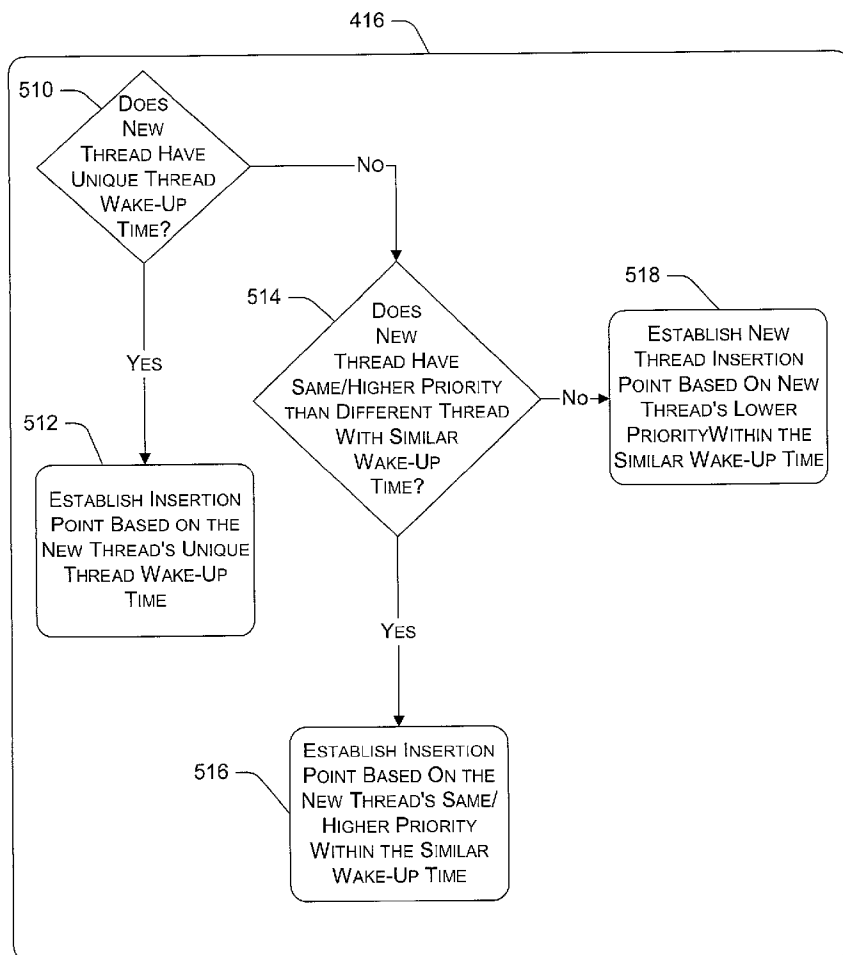 416
510
DOES
NEW
THREAD HAVE
UNIQUE THREAD
WAKE-UP
TIME?
NO
YES
512
ESTABLISH INSERTION
POINT BASED ON THE
NEW THREAD'S UNIQUE
THREAD WAKE-UP
TIME
514
DOES
NEW
THREAD HAVE
SAME/HIGHER PRIORITY
THAN DIFFERENT THREAD
WITH SIMILAR
WAKE-UP
TIME?
NO
518
ESTABLISH NEW
THREAD INSERTION
POINT BASED ON NEW
THREAD'S LOWER
PRIORITYWITHIN THE
SIMILAR WAKE-UP TIME
YES
516
ESTABLISH INSERTION
POINT BASED ON THE
NEW THREAD'S SAME/
HIGHER PRIORITY
WITHIN THE SIMILAR
WAKE-UP TIME